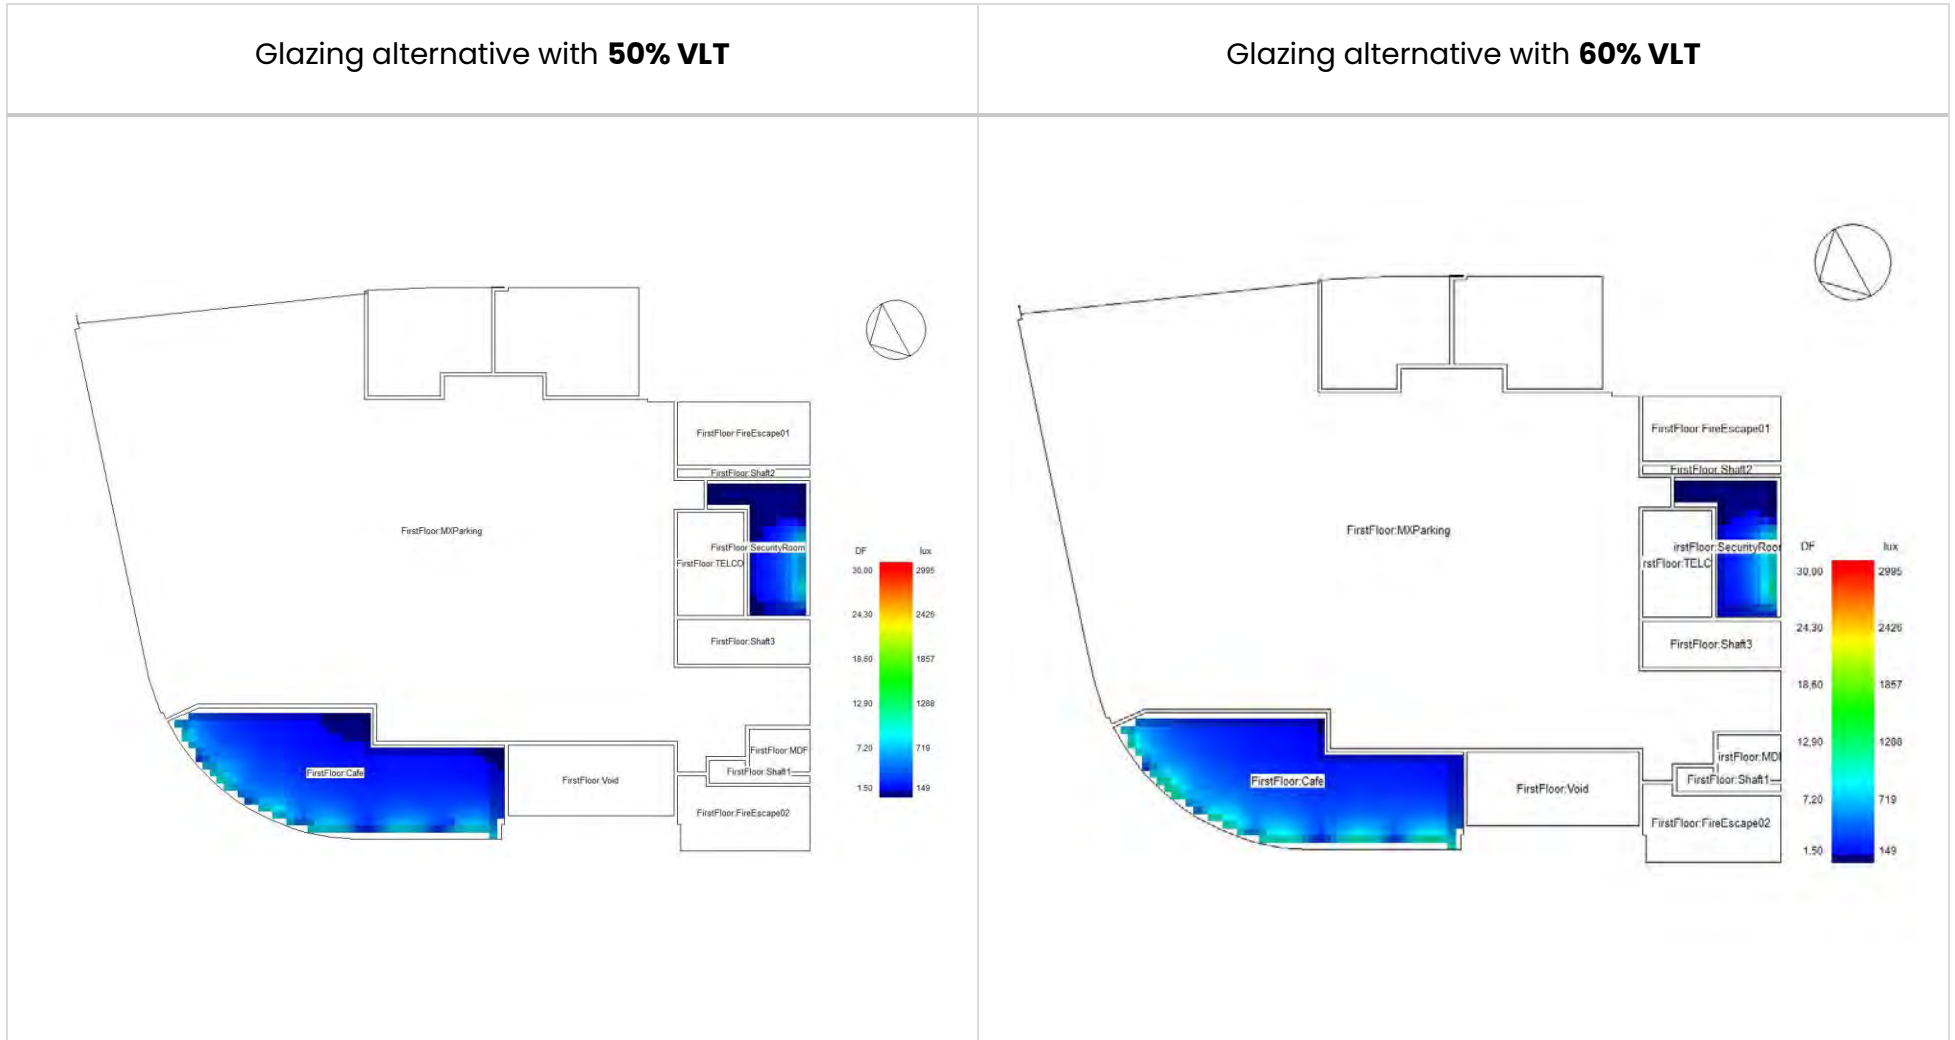 Glazing alternative with 50% VLT
Glazing alternative with 60% VLT
FirstFloor:FireEscape01
FirstFloor:Shaft2
FirstFloor:MXParking
FirstFloor:SecurityRoom
FirstFloor:TELCO
FirstFloor:Shaft3
FirstFloor:MDF
FirstFloor:Shaft1
FirstFloor:Cafe
FirstFloor:Void
FirstFloor:FireEscape02
DF lux
30,00 2995
24,30 2426
18,60 1857
12,90 1288
7,20 719
1,50 149
FirstFloor:FireEscape01
FirstFloor:Shaft2
FirstFloor:MXParking
irstFloor:SecurityRoor
rstFloor:TELC
FirstFloor:Shaft3
irstFloor:MDI
FirstFloor:Shaft1
FirstFloor:Cafe
FirstFloor:Void
FirstFloor:FireEscape02
DF lux
30,00 2995
24,30 2426
18,60 1857
12,90 1288
7,20 719
1,50 149